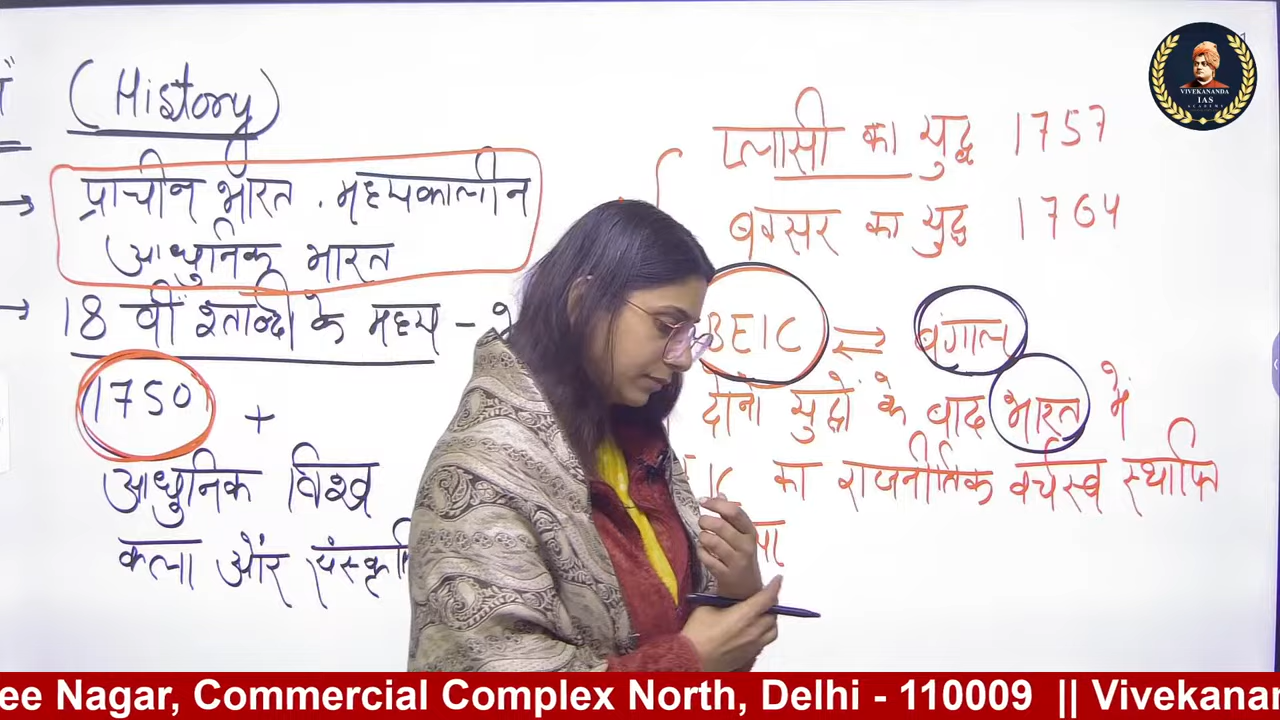 (History)
प्राचीन भारत . मध्यकालीन
आधुनिक भारत
18 वीं शताब्दी के मध्य -
1750 +
आधुनिक विश्व
कला और संस्कृति
प्लासी का युद्ध 1757
बक्सर का युद्ध 1764
BEIC ⇌ बंगाल
दोनों युद्धों के बाद भारत में
का राजनीतिक वर्चस्व स्थापित
VIVEKANANDA
IAS
ACADEMY
ee Nagar, Commercial Complex North, Delhi - 110009 || Vivekanan